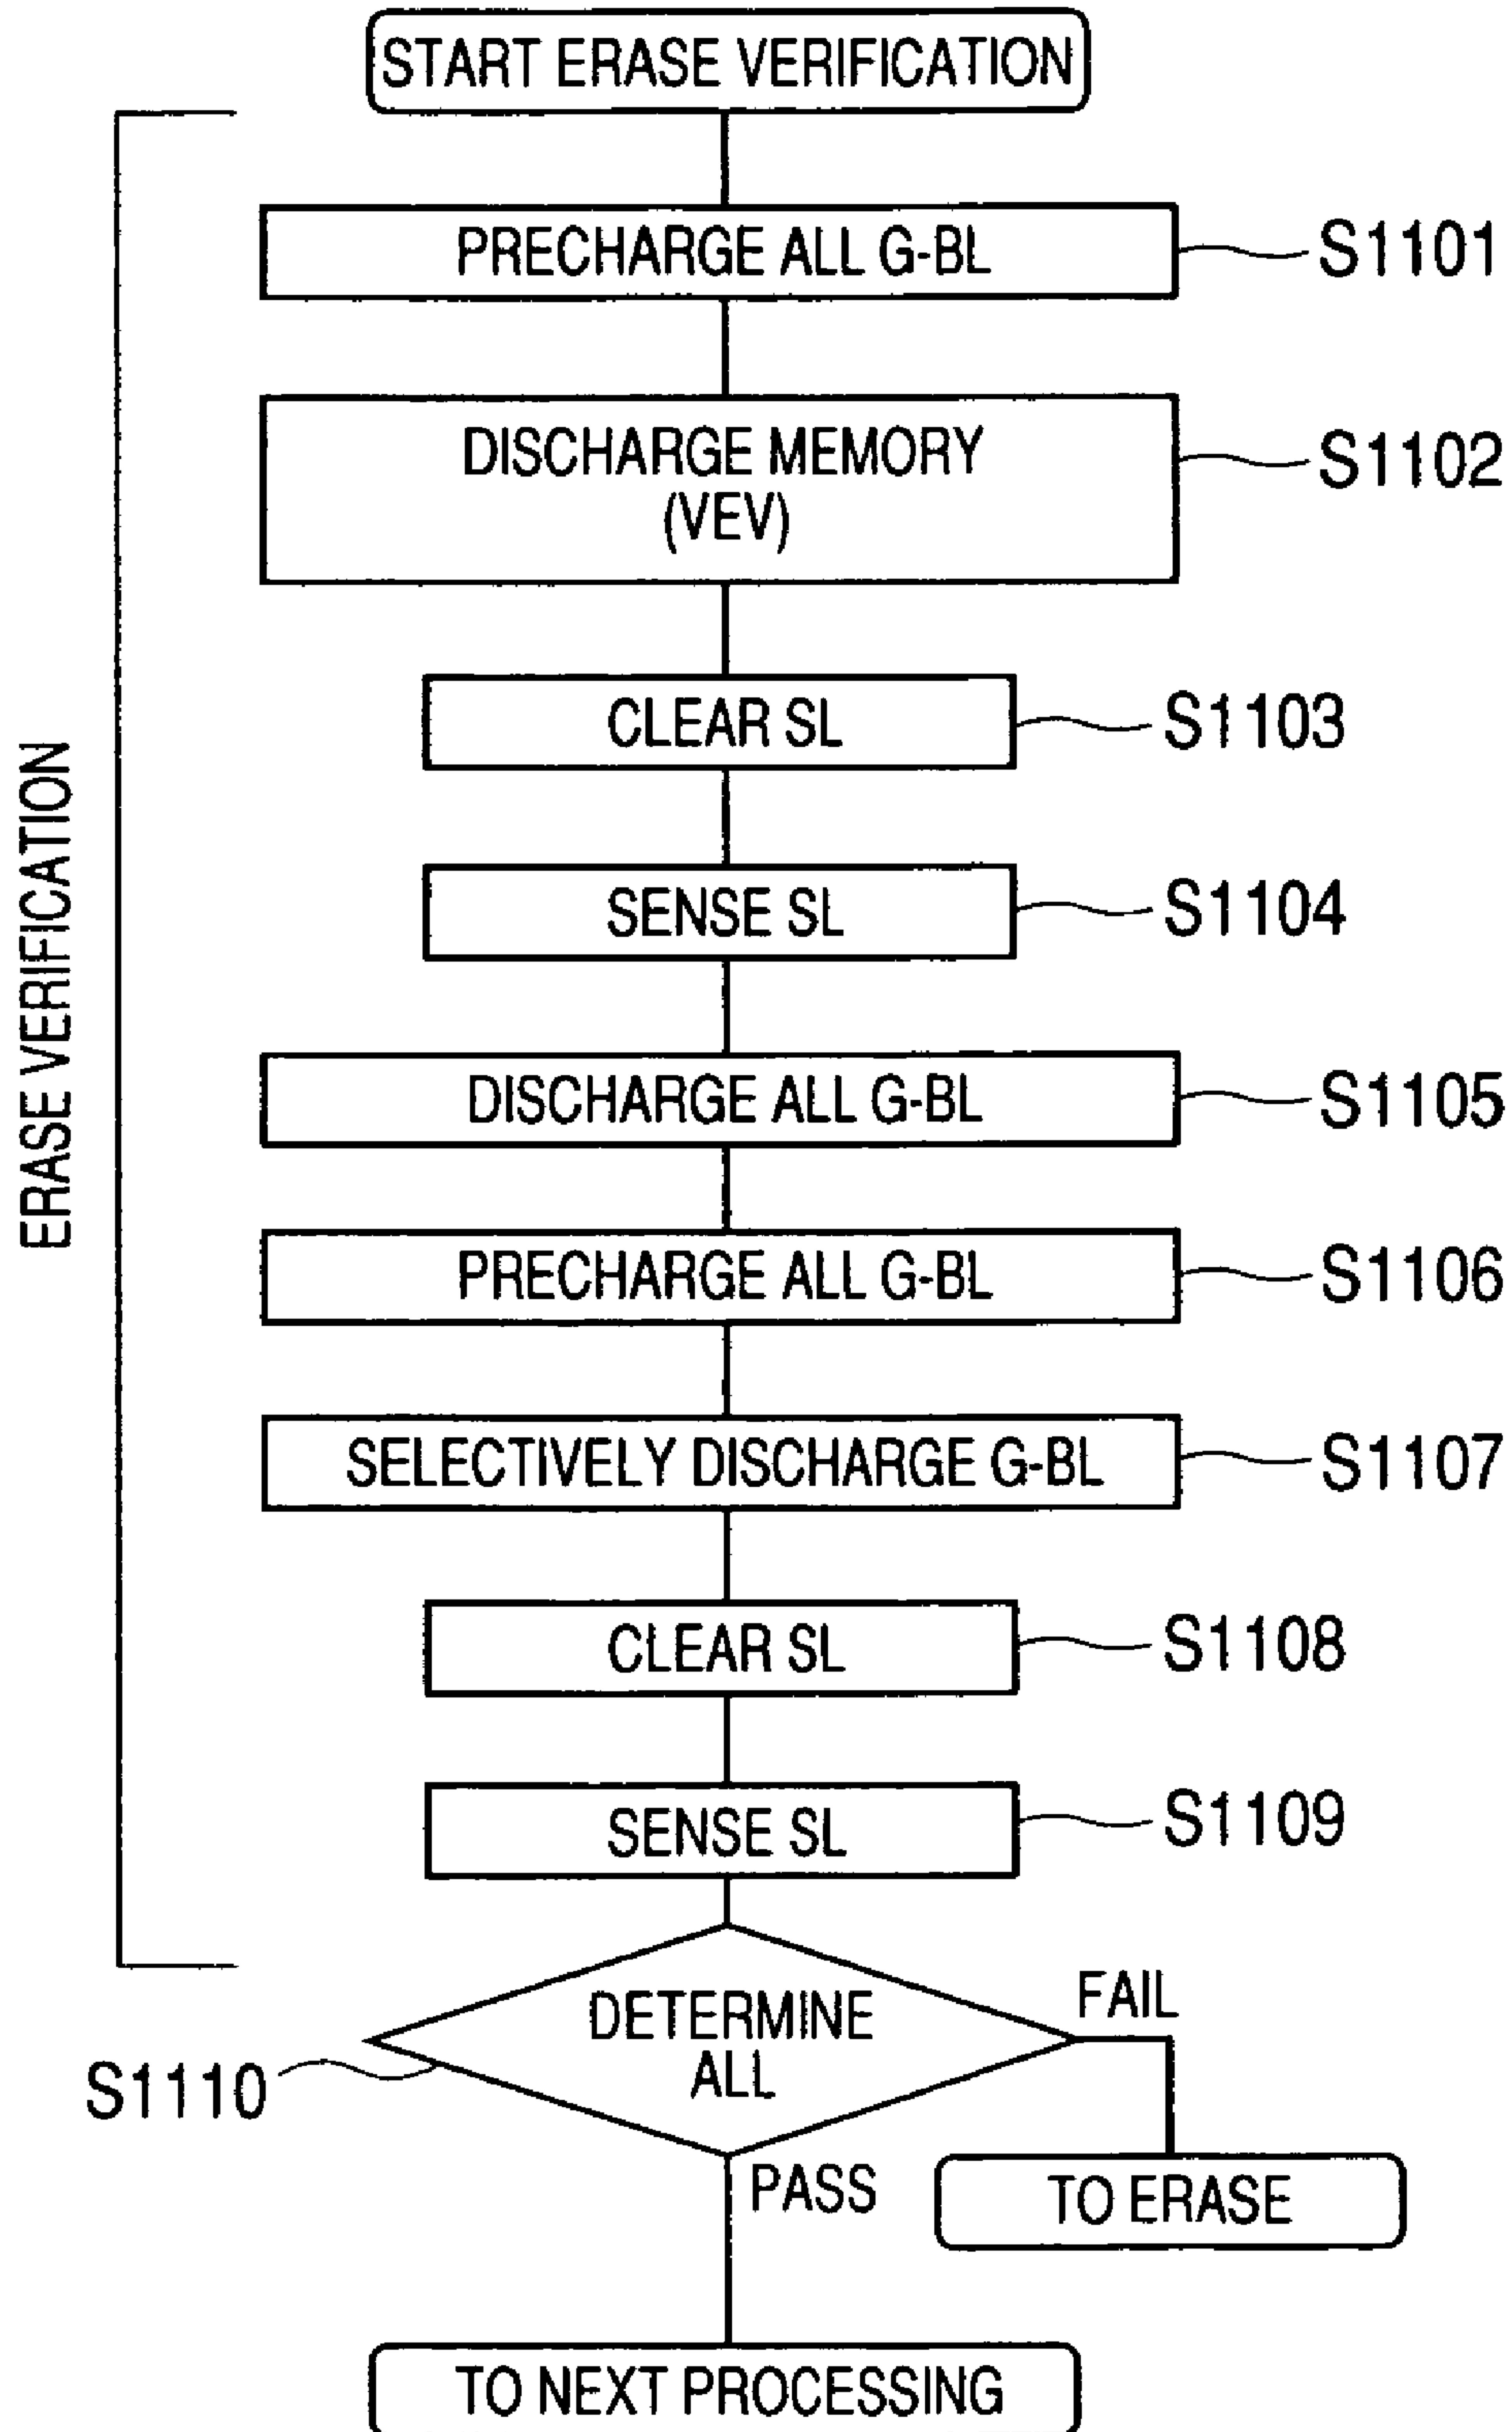 START ERASE VERIFICATION
PRECHARGE ALL G-BL
S1101
DISCHARGE MEMORY
(VEV)
S1102
CLEAR SL
S1103
SENSE SL
S1104
DISCHARGE ALL G-BL
S1105
PRECHARGE ALL G-BL
S1106
SELECTIVELY DISCHARGE G-BL
S1107
CLEAR SL
S1108
SENSE SL
S1109
ERASE VERIFICATION
DETERMINE
ALL
S1110
FAIL
TO ERASE
PASS
TO NEXT PROCESSING